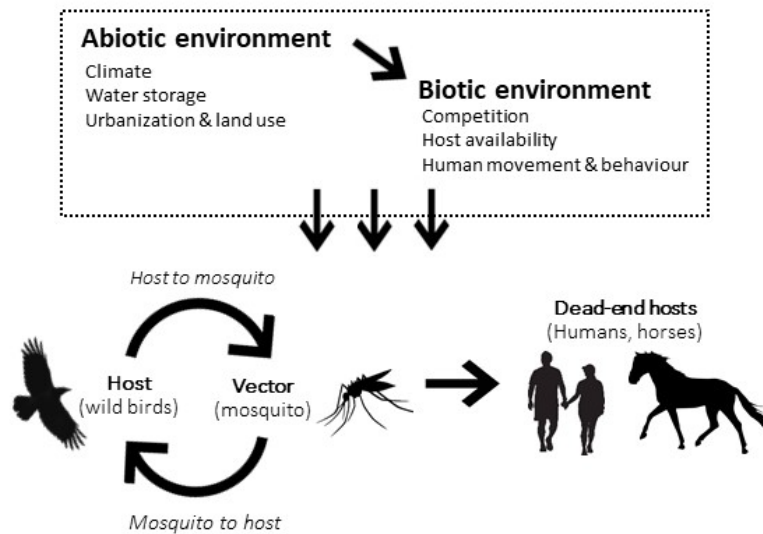 Abiotic environment
Climate
Water storage
Urbanization & land use
Biotic environment
Competition
Host availability
Human movement & behaviour
Host to mosquito
Host
(wild birds)
Vector
(mosquito)
Mosquito to host
Dead-end hosts
(Humans, horses)